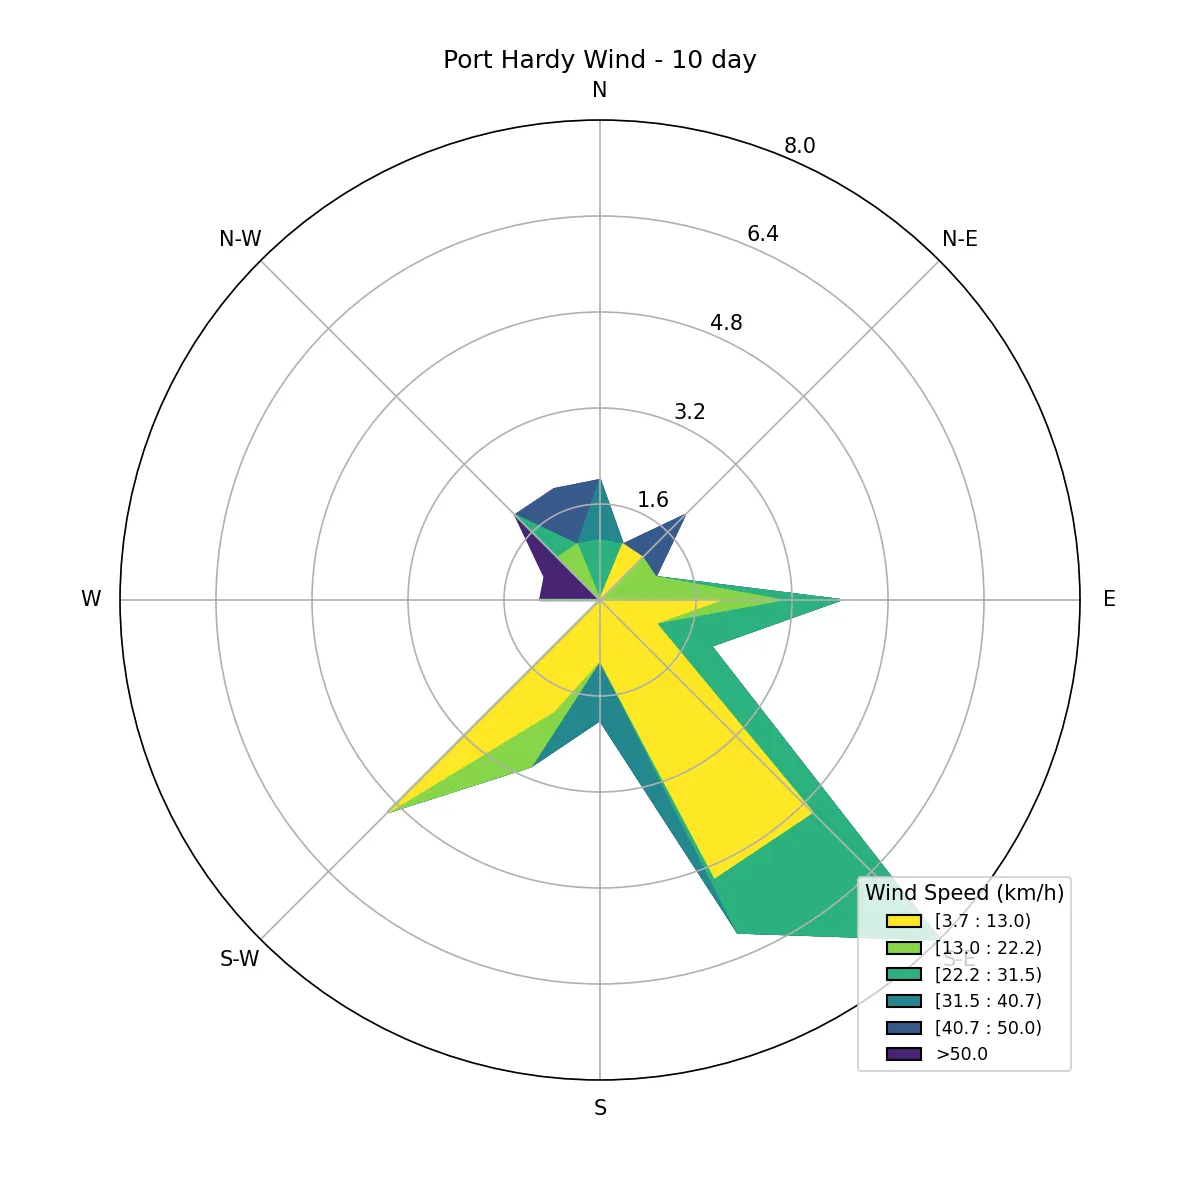 Port Hardy Wind - 10 day
N
8.0
N-W
N-E
6.4
4.8
3.2
1.6
W
E
Wind Speed (km/h)
[3.7 : 13.0)
[13.0 : 22.2)
S-W
S-E
[22.2 : 31.5)
[31.5 : 40.7)
[40.7 : 50.0)
>50.0
S